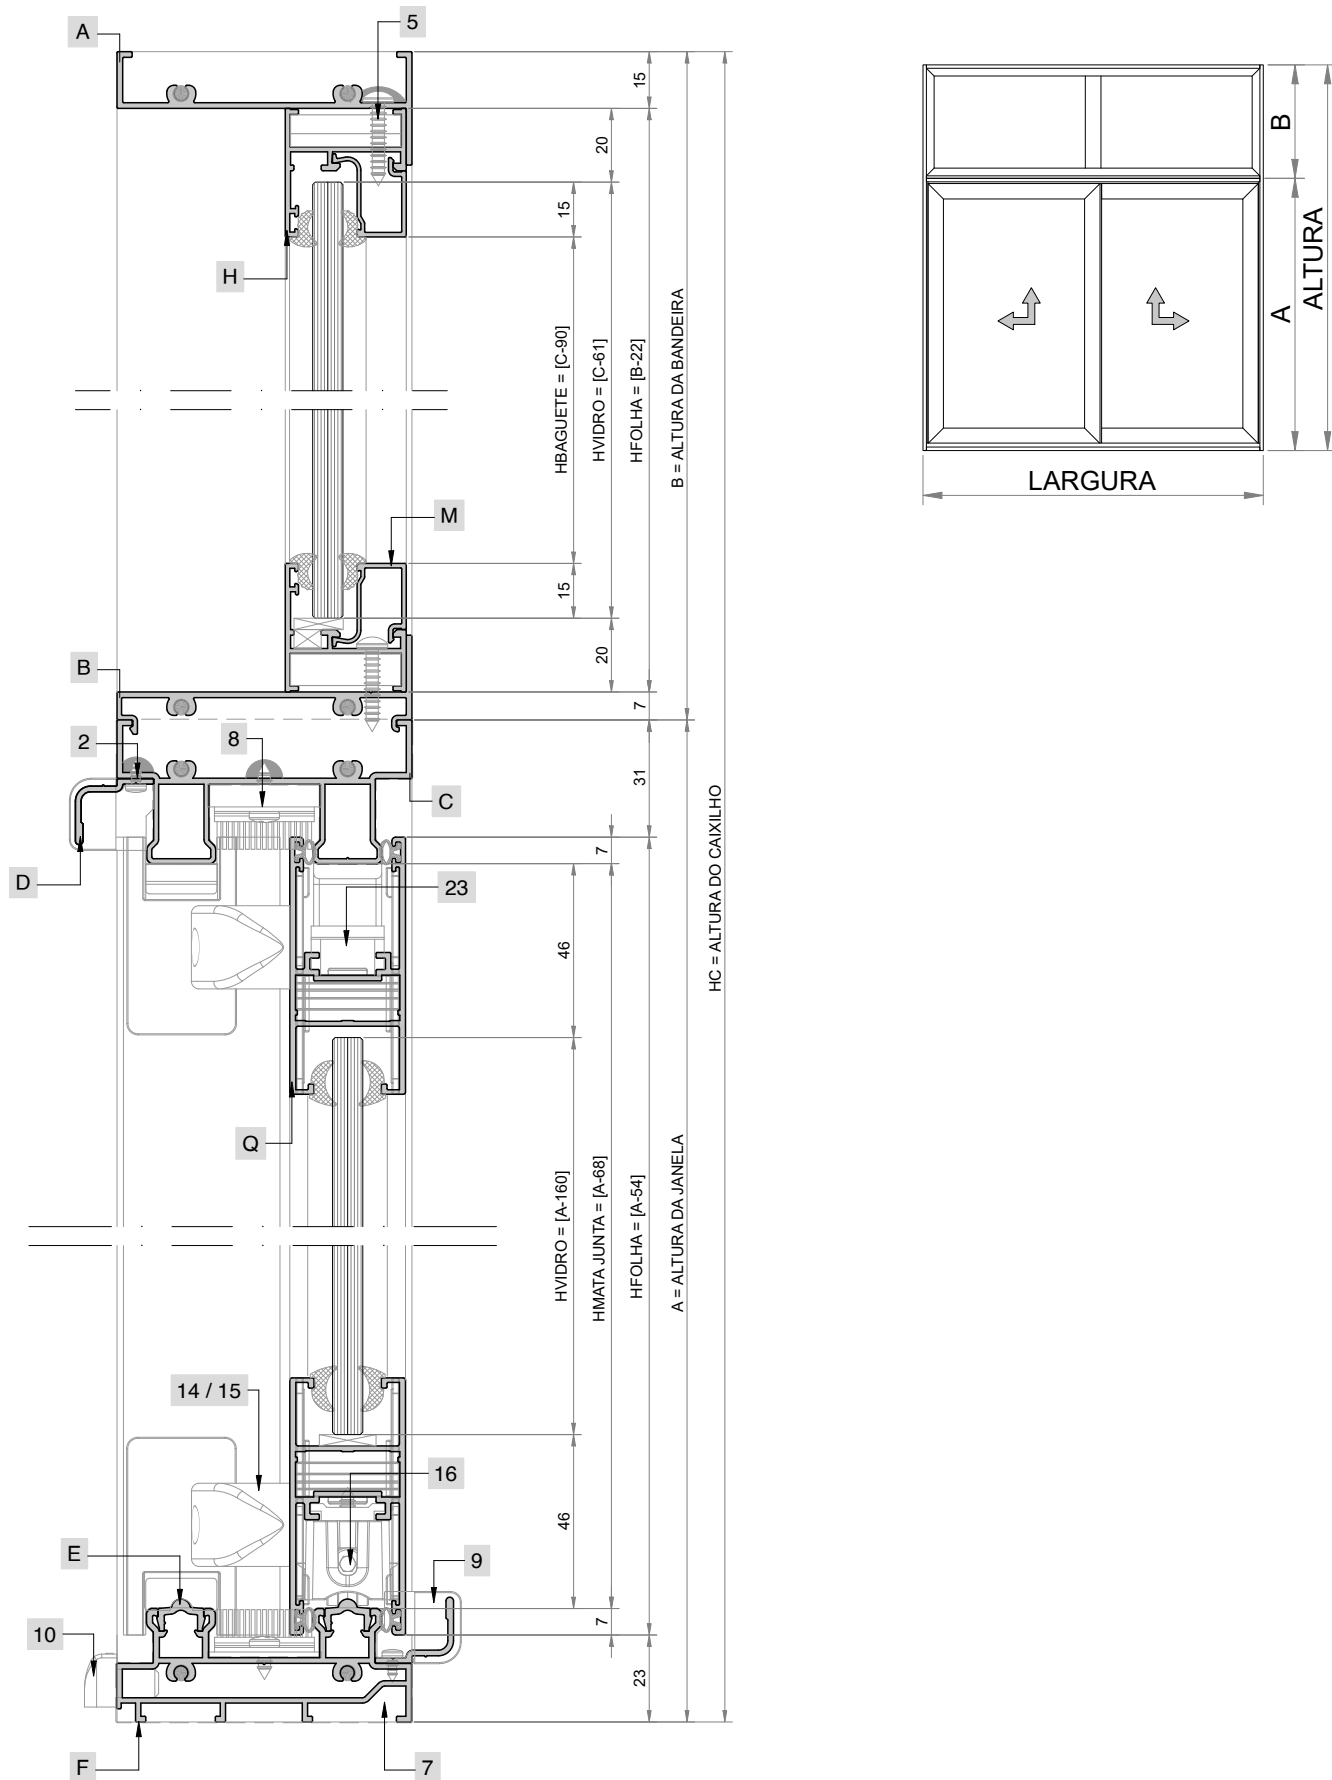 A
5
15
20
15
H
HBAGUETE = [C-90]
HVIDRO = [C-61]
HFOLHA = [B-22]
B = ALTURA DA BANDEIRA
M
15
20
B
7
2
8
31
C
D
7
23
46
HC = ALTURA DO CAIXILHO
Q
HVIDRO = [A-160]
HMATA JUNTA = [A-68]
HFOLHA = [A-54]
A = ALTURA DA JANELA
14 / 15
16
46
E
9
10
7
23
F
7
B
A
ALTURA
LARGURA